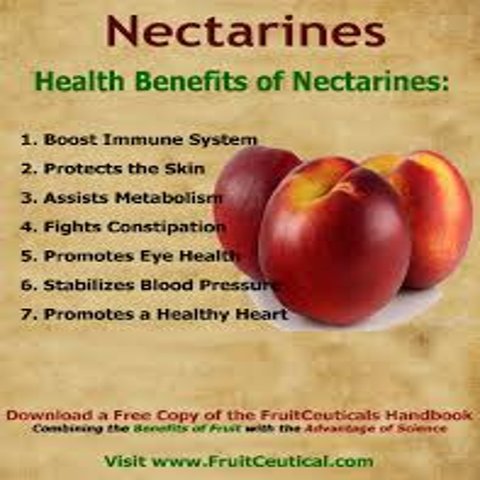 Nectarines
Health Benefits of Nectarines:
1. Boost Immune System
2. Protects the Skin
3. Assists Metabolism
4. Fights Constipation
5. Promotes Eye Health
6. Stabilizes Blood Pressure
7. Promotes a Healthy Heart
Download a Free Copy of the FruitCeuticals Handbook
Combining the Benefits of Fruit with the Advantage of Science
Visit www.FruitCeutical.com